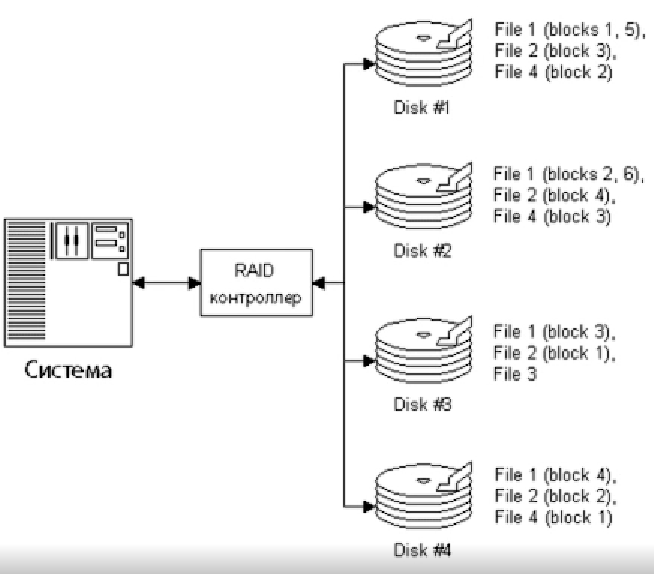 File 1 (blocks 1, 5),
File 2 (block 3),
File 4 (block 2)
Disk #1
File 1 (blocks 2, 6),
File 2 (block 4),
File 4 (block 3)
Disk #2
RAID
контроллер
Система
File 1 (block 3),
File 2 (block 1),
File 3
Disk #3
File 1 (block 4),
File 2 (block 2),
File 4 (block 1)
Disk #4